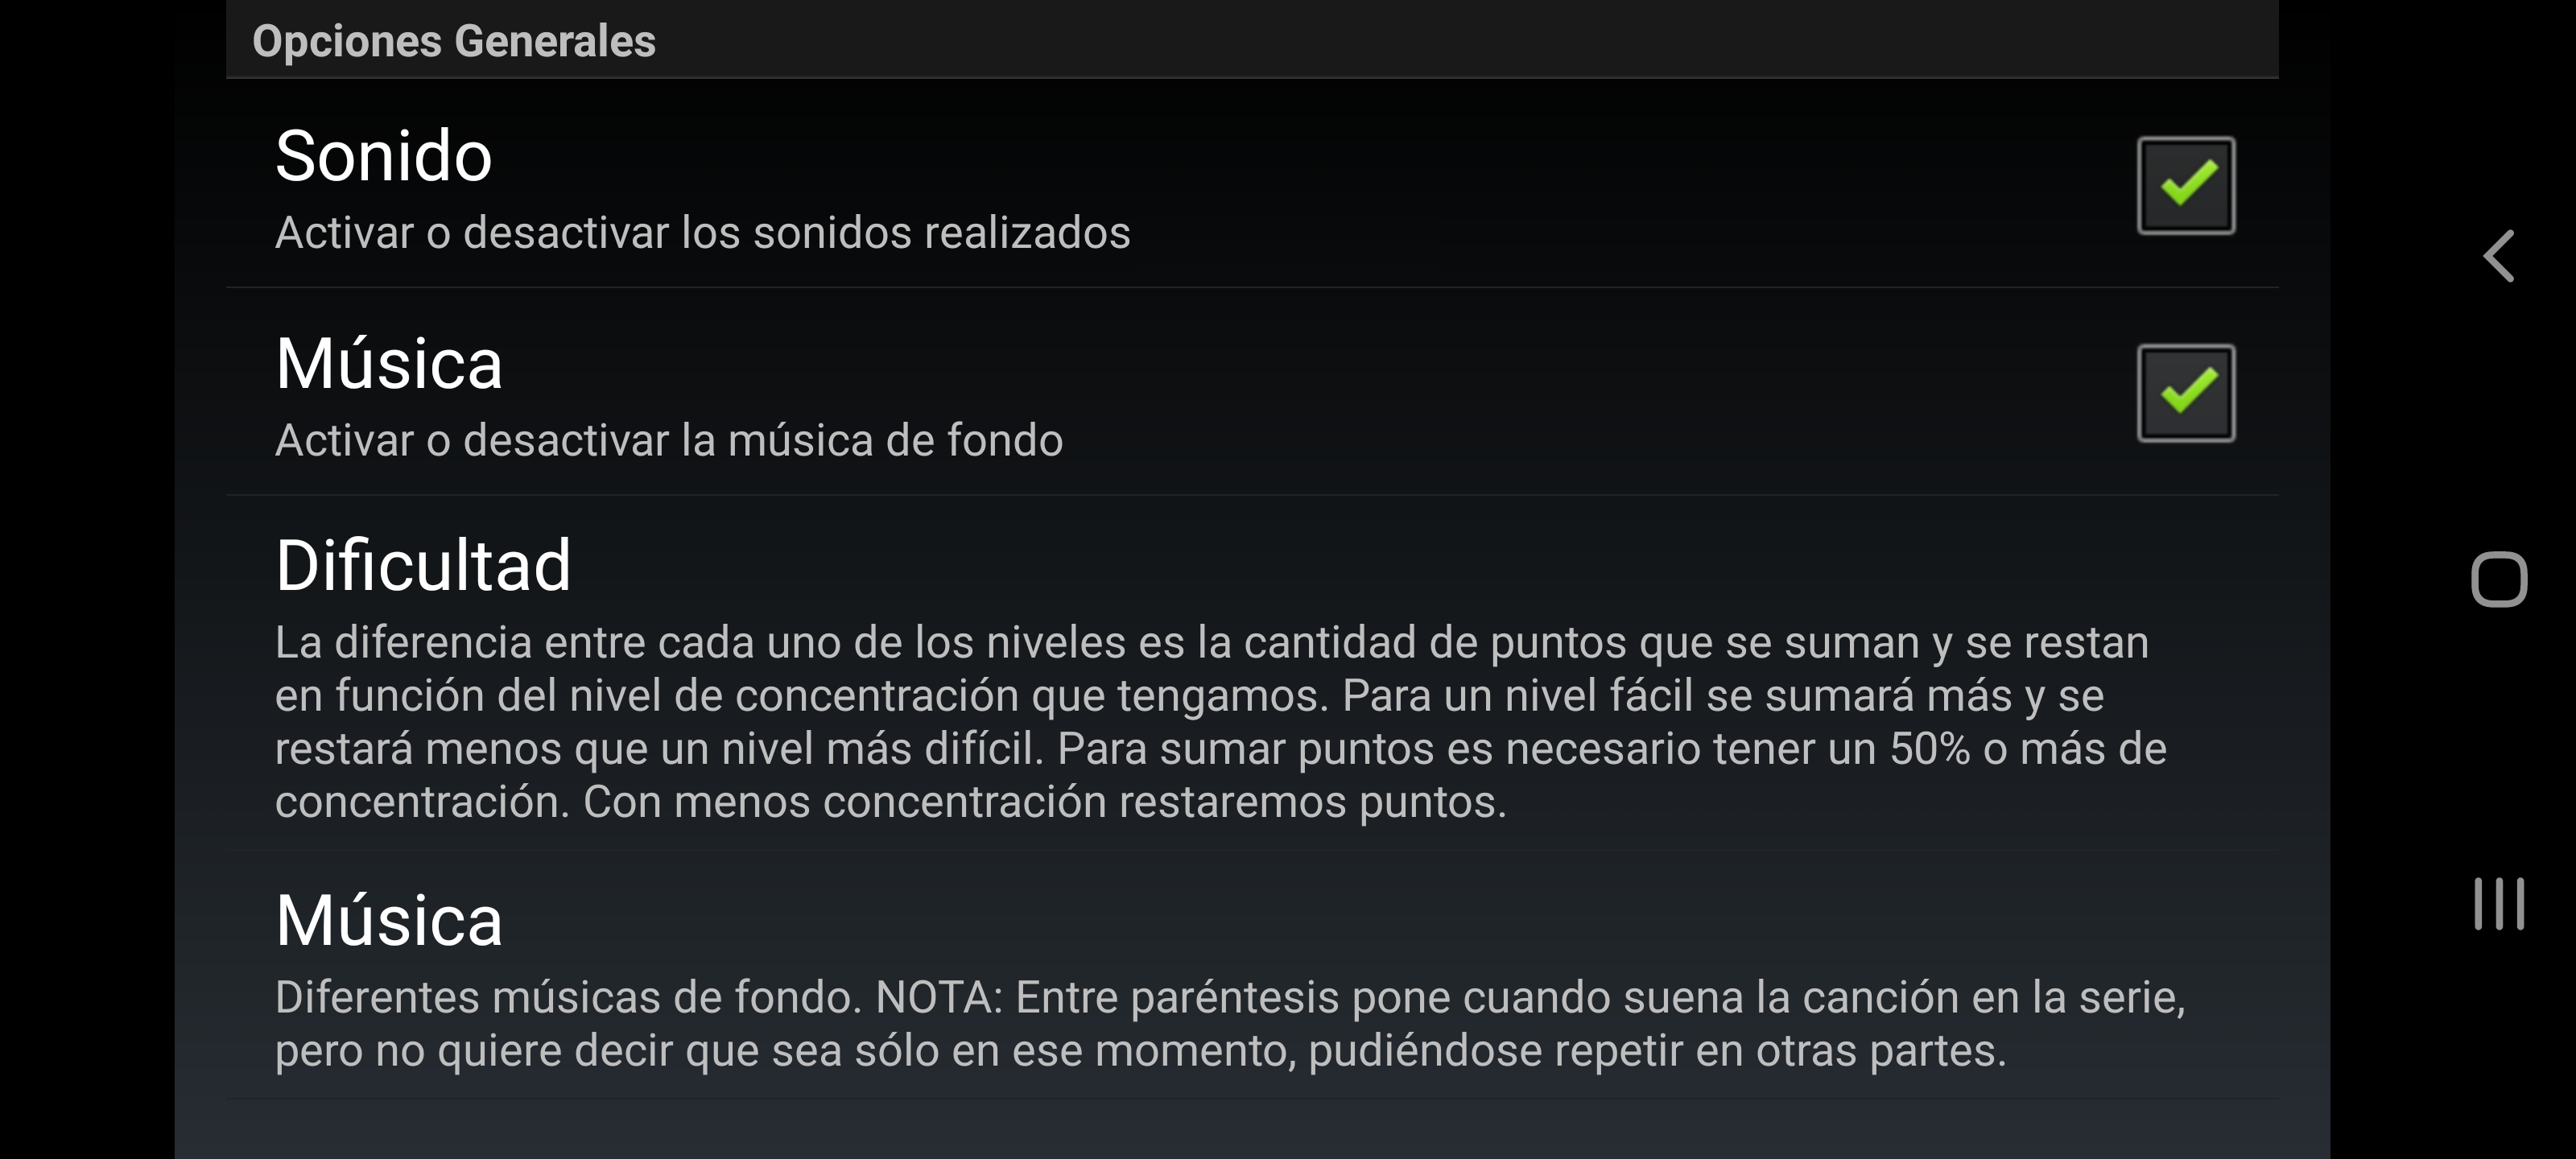 Opciones Generales
Sonido
Activar o desactivar los sonidos realizados
Música
Activar o desactivar la música de fondo
Dificultad
La diferencia entre cada uno de los niveles es la cantidad de puntos que se suman y se restan
en función del nivel de concentración que tengamos. Para un nivel fácil se sumará más y se
restará menos que un nivel más difícil. Para sumar puntos es necesario tener un 50% o más de
concentración. Con menos concentración restaremos puntos.
Música
Diferentes músicas de fondo. NOTA: Entre paréntesis pone cuando suena la canción en la serie,
pero no quiere decir que sea sólo en ese momento, pudiéndose repetir en otras partes.